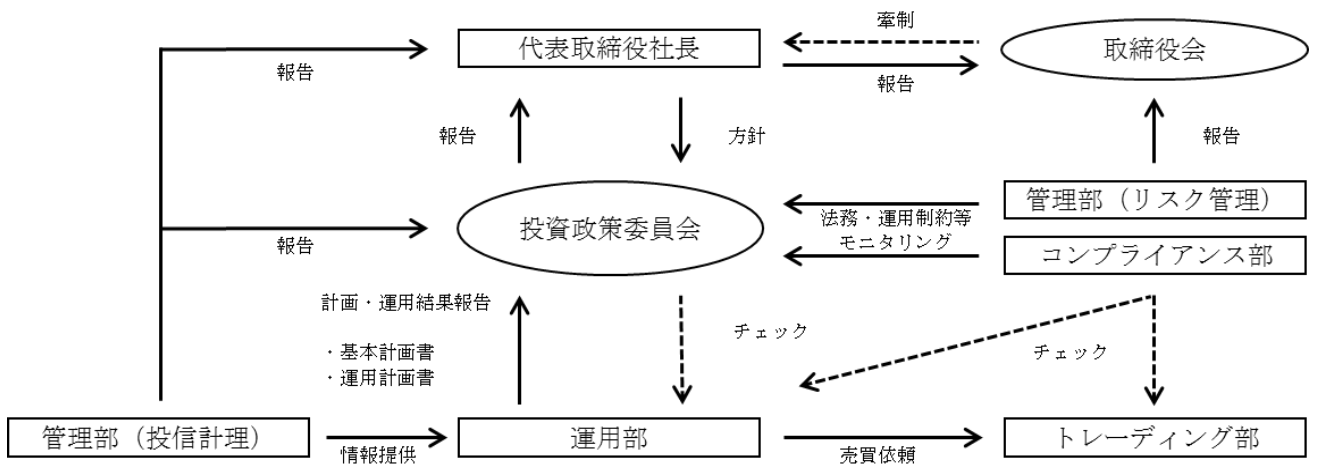 牽制
代表取締役社長
取締役会
報告
報告
報告
方針
報告
管理部（リスク管理）
投資政策委員会
法務・運用制約等
モニタリング
コンプライアンス部
報告
計画・運用結果報告
チェック
チェック
・基本計画書
・運用計画書
管理部（投信計理）
運用部
トレーディング部
情報提供
売買依頼